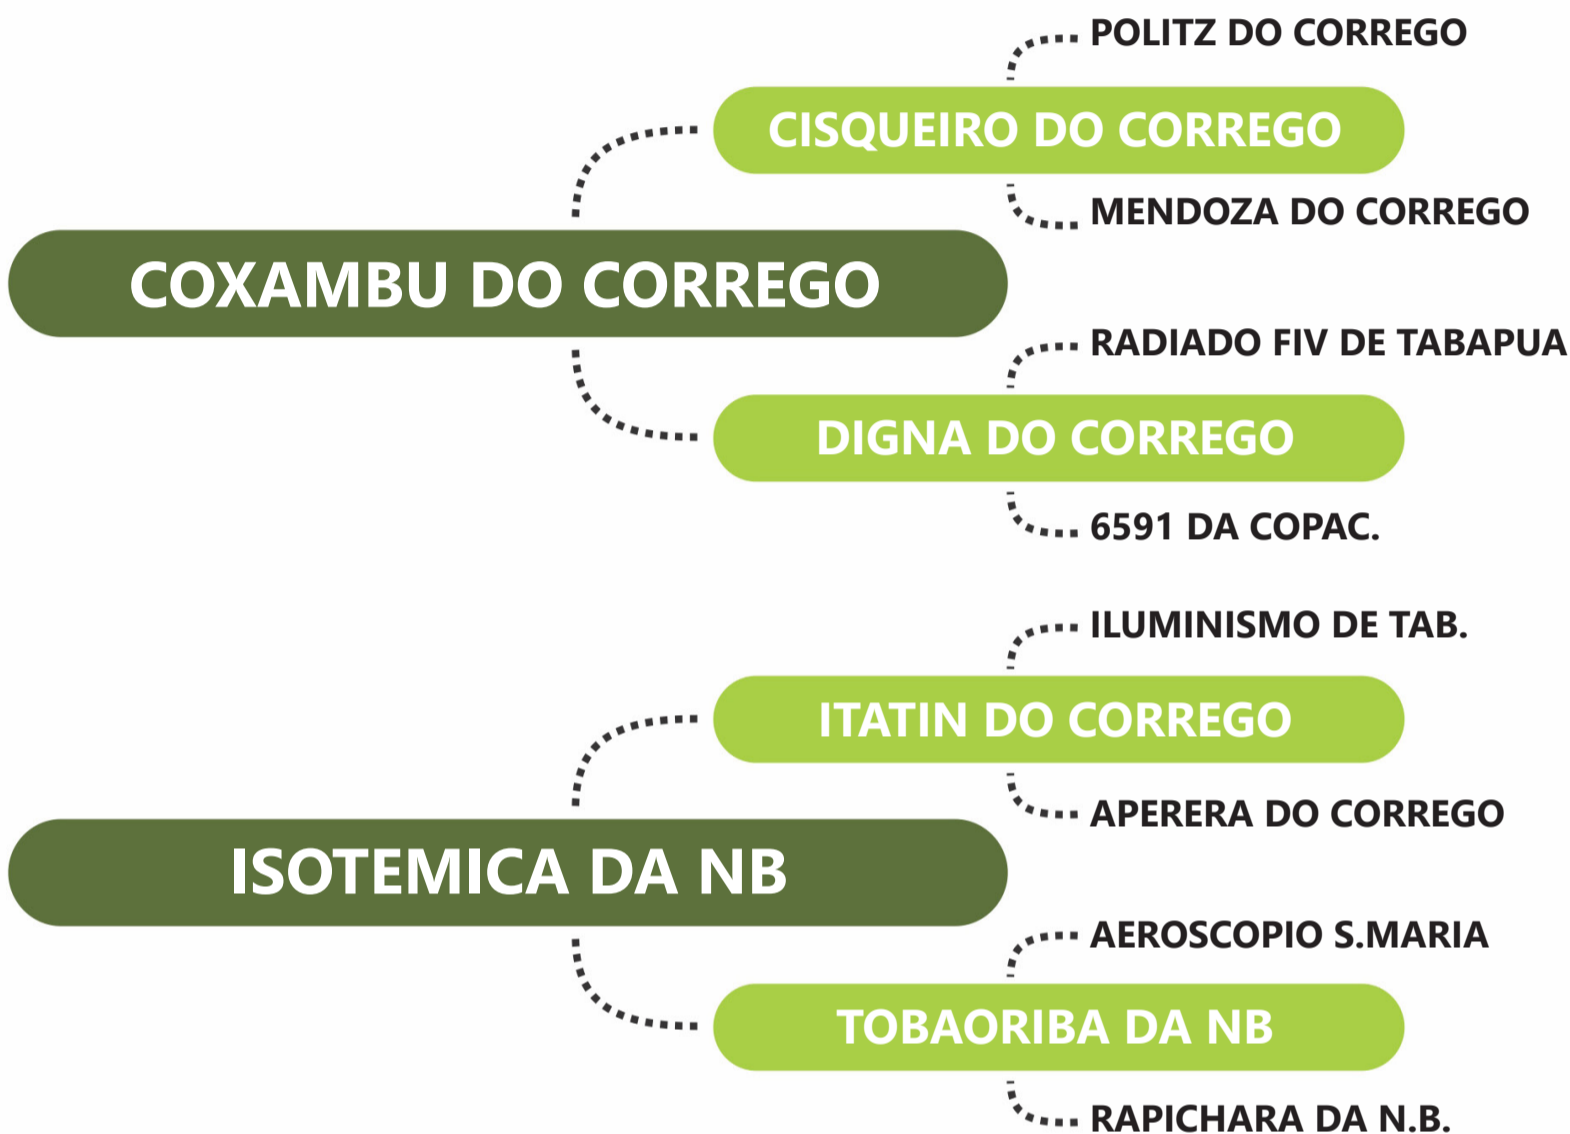 POLITZ DO CORREGO
CISQUEIRO DO CORREGO
MENDOZA DO CORREGO
COXAMBU DO CORREGO
RADIADO FIV DE TABAPUA
DIGNA DO CORREGO
6591 DA COPAC.
ILUMINISMO DE TAB.
ITATIN DO CORREGO
APERERA DO CORREGO
ISOTEMICA DA NB
AEROSCOPIO S.MARIA
TOBAORIBA DA NB
RAPICHARA DA N.B.